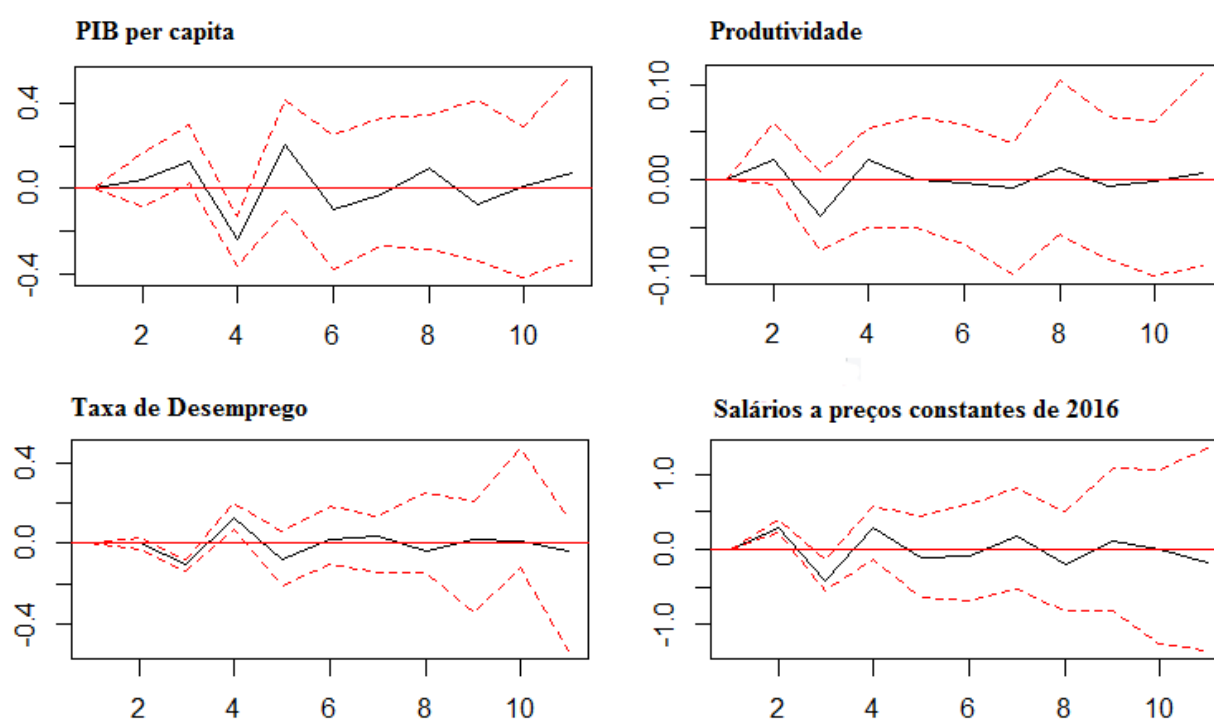 PIB per capita
0.4
0.0
-0.4
2 4 6 8 10
Produtividade
0.10
0.00
-0.10
2 4 6 8 10
Taxa de Desemprego
0.4
0.0
-0.4
2 4 6 8 10
Salários a preços constantes de 2016
1.0
0.0
-1.0
2 4 6 8 10